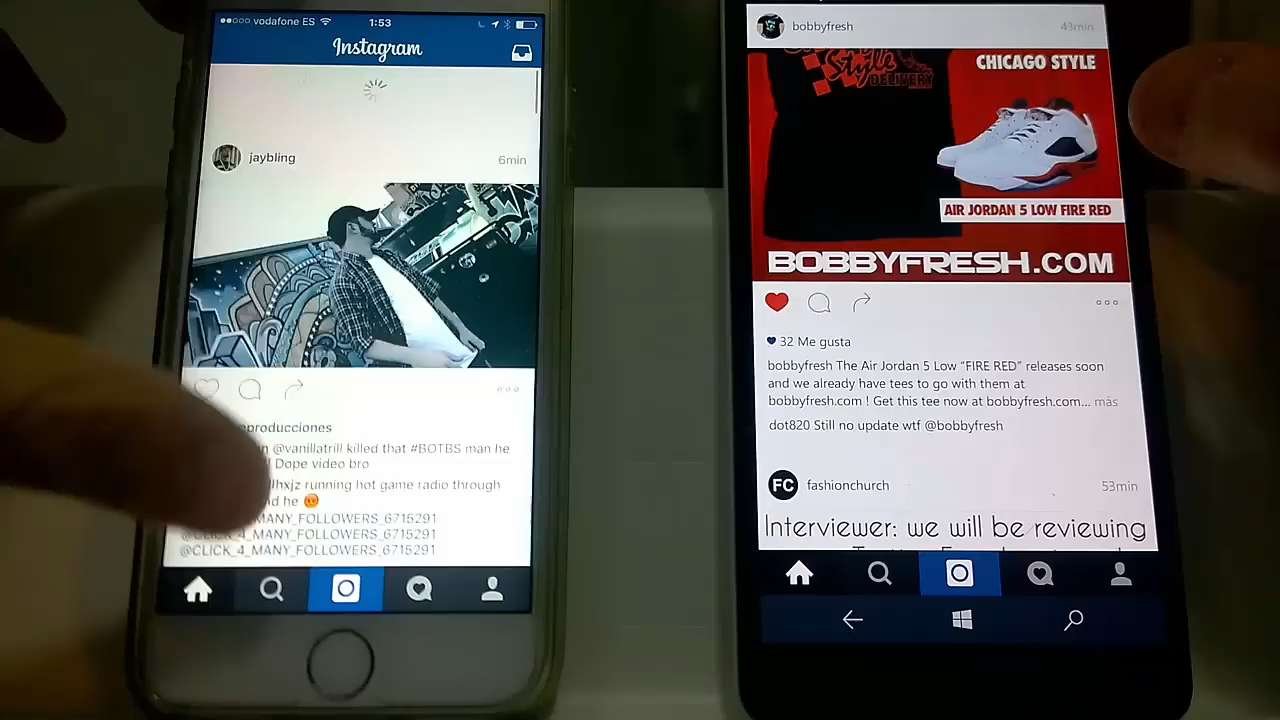 vodafone ES
1:53
Instagram
jaybling
6min
@vanillatrill killed that #BOTBS man he
Dope video bro
running hot game radio through
he
MANY_FOLLOWERS_6715291
@CLICK_4_MANY_FOLLOWERS_6715291
@CLICK_4_MANY_FOLLOWERS_6715291
bobbyfresh
43min
Style
DELIVERY
CHICAGO STYLE
AIR JORDAN 5 LOW FIRE RED
BOBBYFRESH.COM
32 Me gusta
bobbyfresh The Air Jordan 5 Low “FIRE RED” releases soon
and we already have tees to go with them at
bobbyfresh.com ! Get this tee now at bobbyfresh.com... más
dot820 Still no update wtf @bobbyfresh
FC
fashionchurch
53min
Interviewer: we will be reviewing